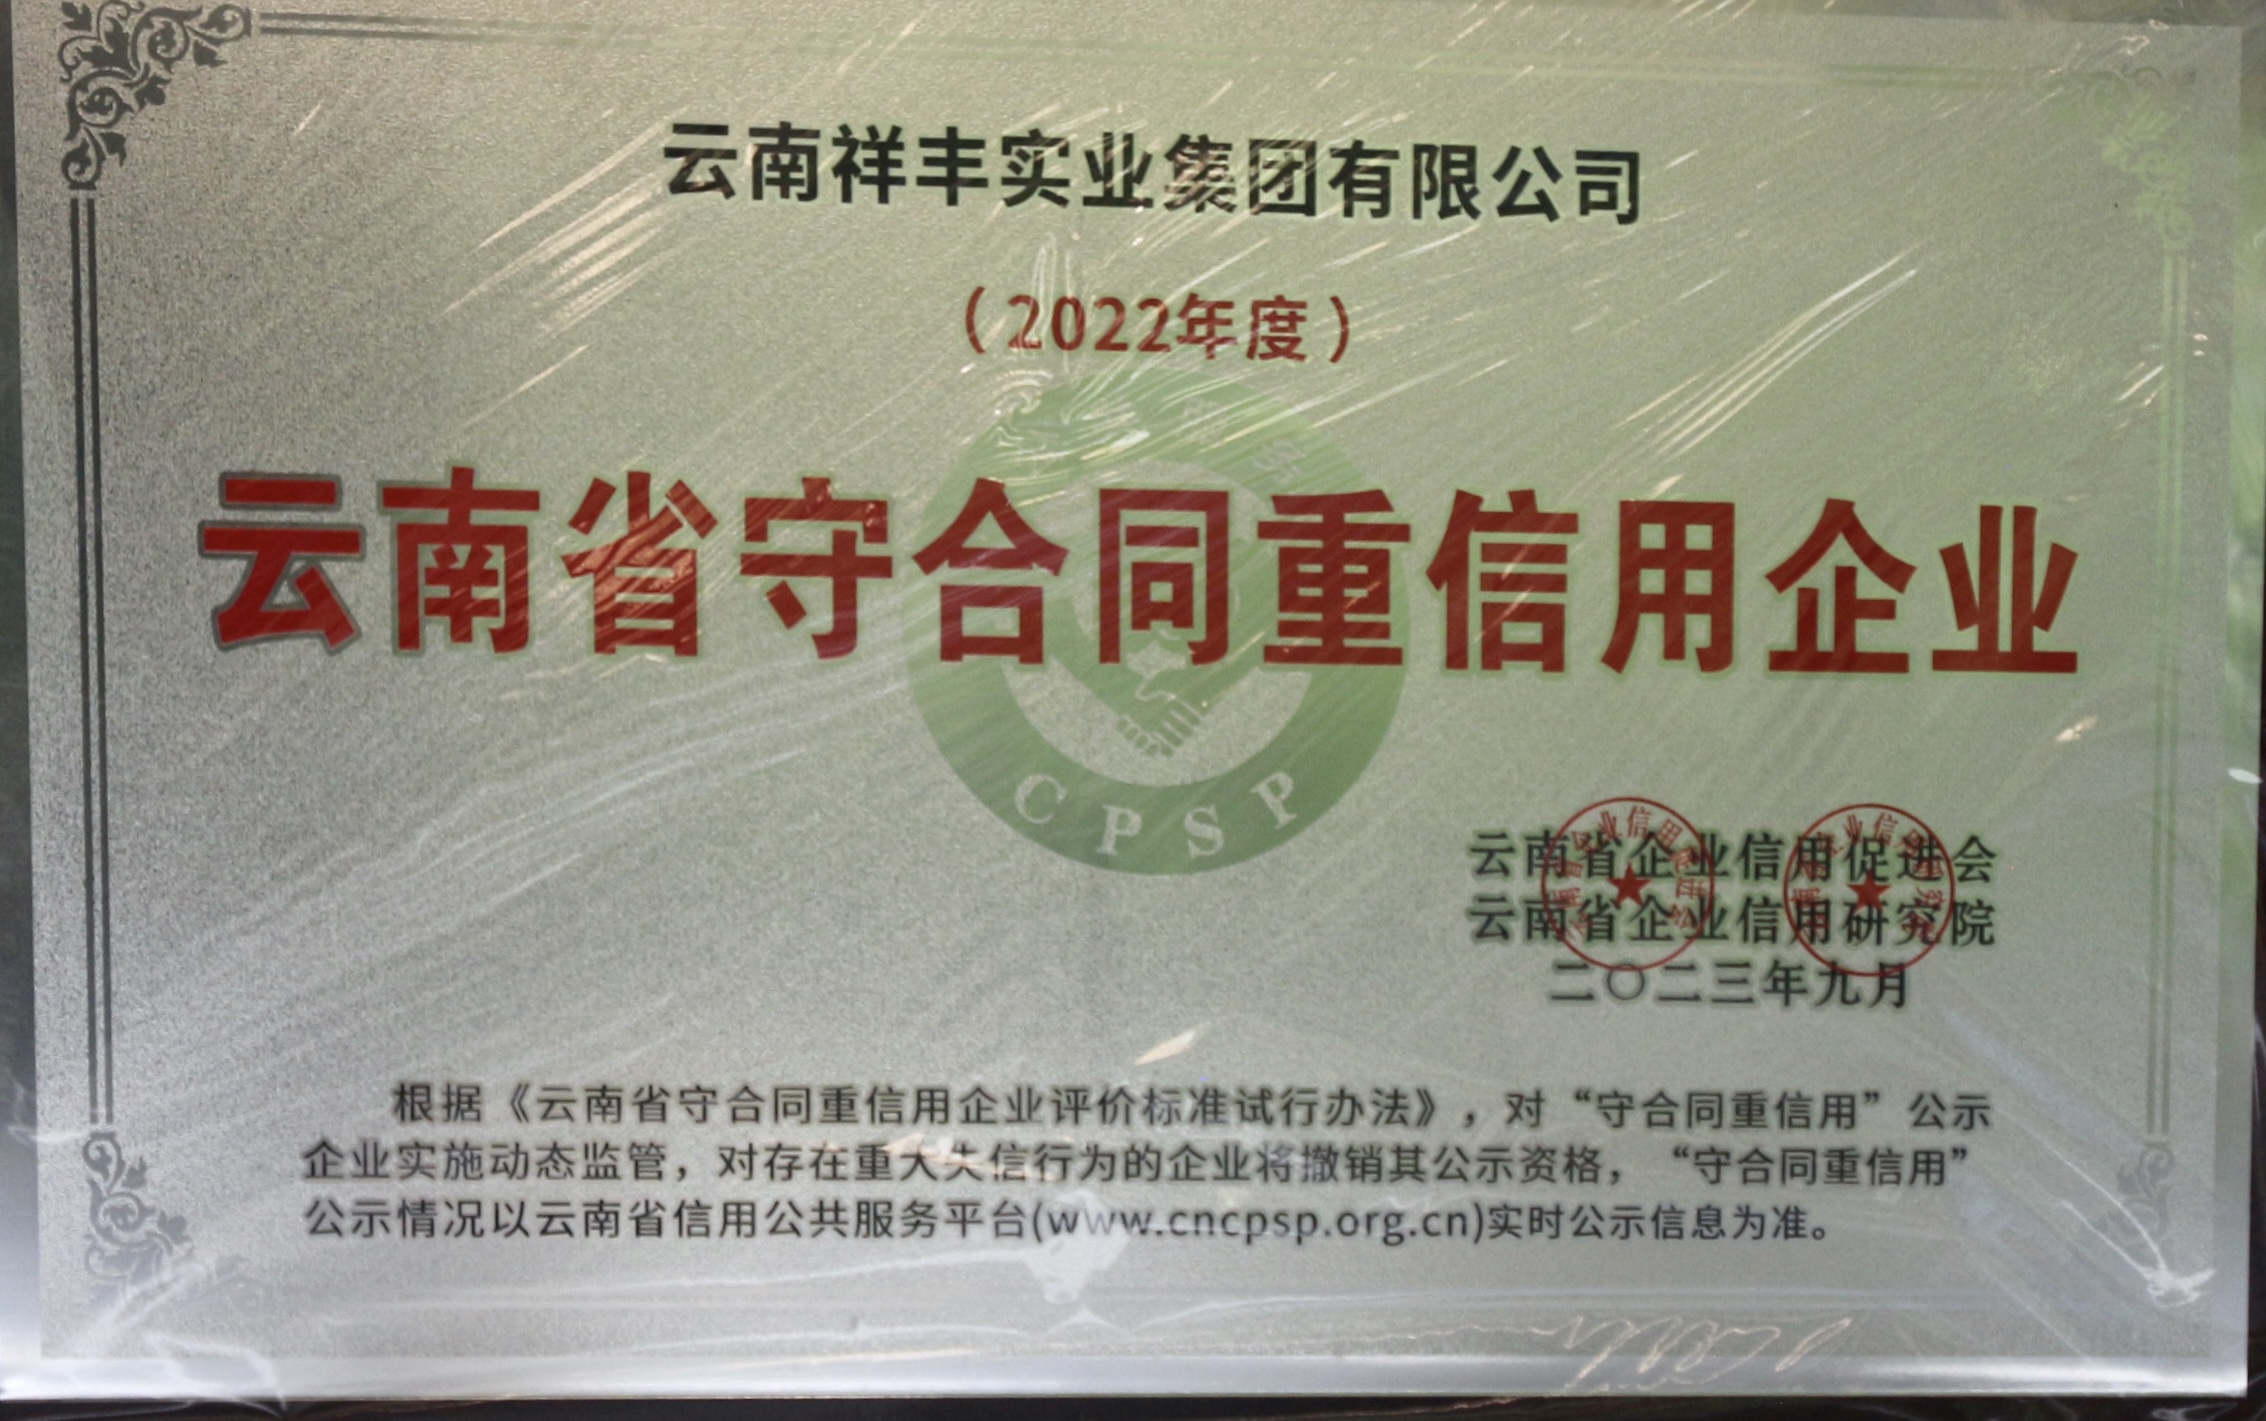 云南祥丰实业集团有限公司
（2022年度）
云南省守合同重信用企业
CPSP
云南省企业信用促进会
云南省企业信用研究院
二〇二三年九月
根据《云南省守合同重信用企业评价标准试行办法》，对“守合同重信用”公示
企业实施动态监管，对存在重大失信行为的企业将撤销其公示资格，“守合同重信用”
公示情况以云南省信用公共服务平台(www.cncpsp.org.cn)实时公示信息为准。